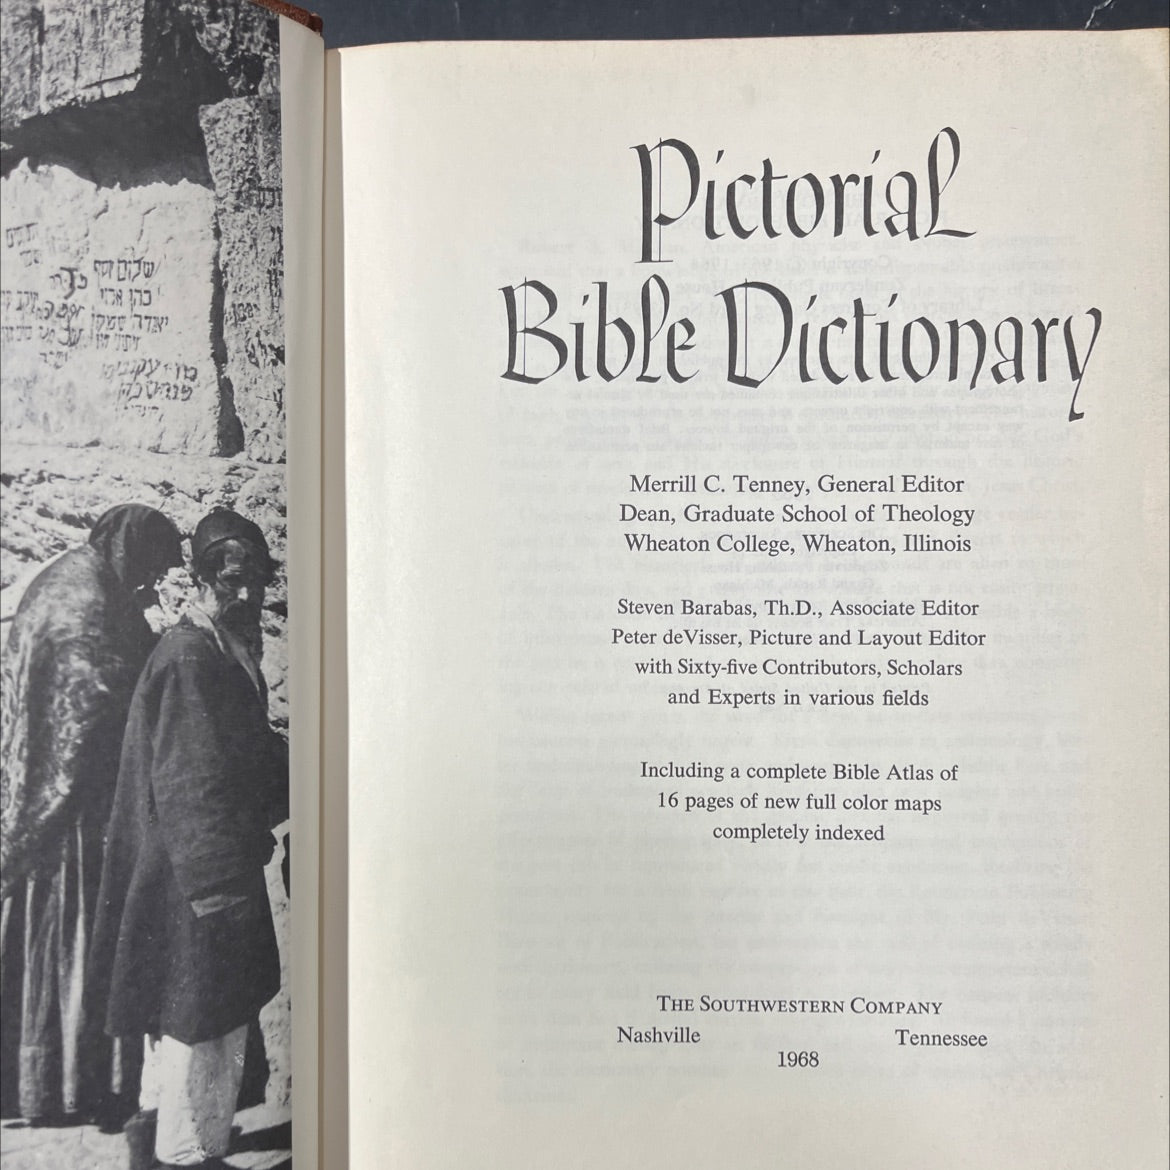 Pictorial
Bible Dictionary
Merrill C. Tenney, General Editor
Dean, Graduate School of Theology
Wheaton College, Wheaton, Illinois
Steven Barabas, Th.D., Associate Editor
Peter deVisser, Picture and Layout Editor
with Sixty-five Contributors, Scholars
and Experts in various fields
Including a complete Bible Atlas of
16 pages of new full color maps
completely indexed
THE SOUTHWESTERN COMPANY
Nashville Tennessee
1968